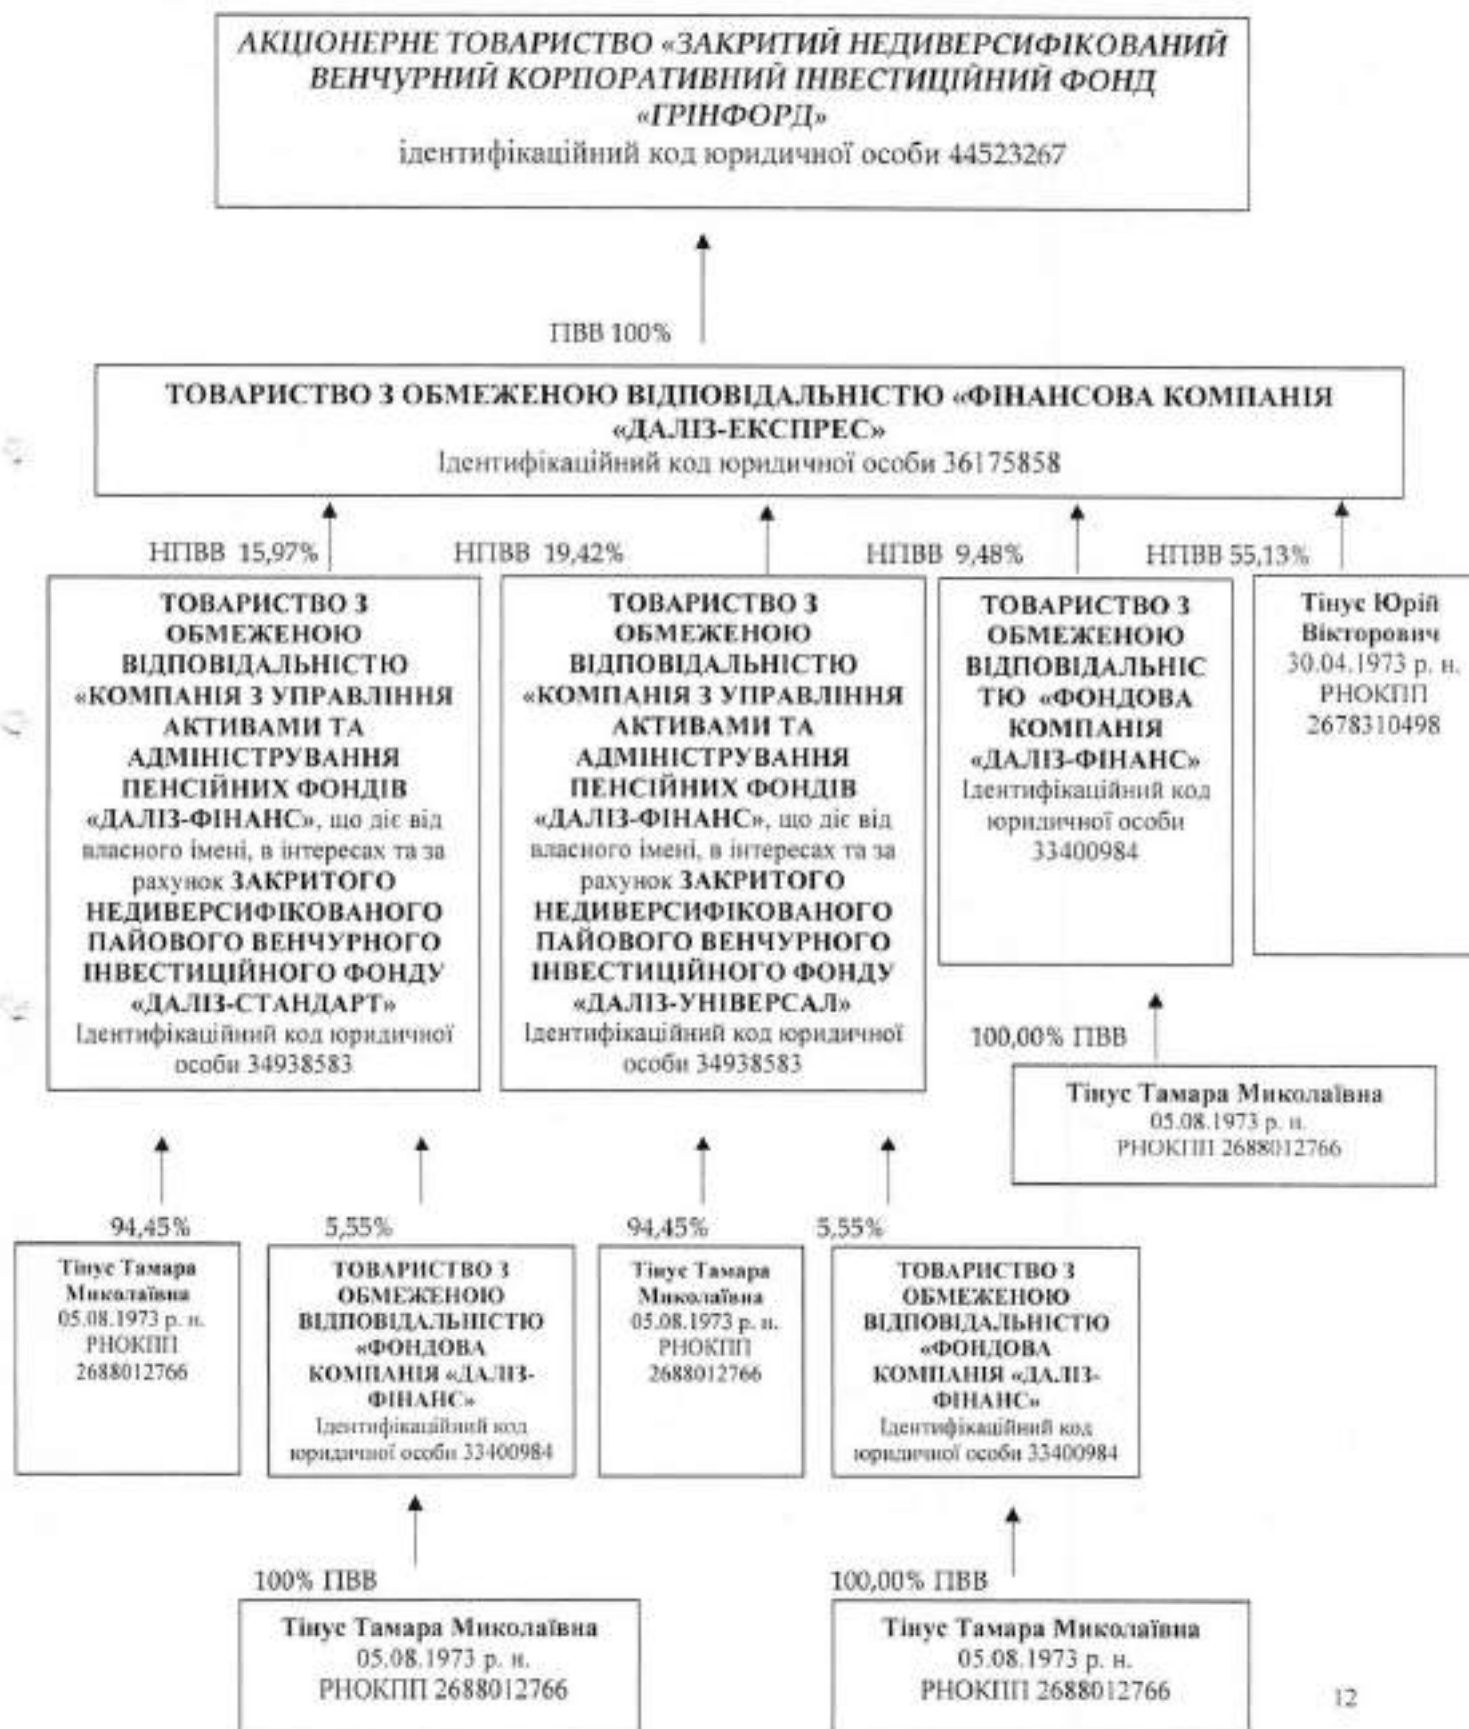 АКЦІОНЕРНЕ ТОВАРИСТВО «ЗАКРИТИЙ НЕДИВЕРСИФІКОВАНИЙ
ВЕНЧУРНИЙ КОРПОРАТИВНИЙ ІНВЕСТИЦІЙНИЙ ФОНД
«ГРІНФОРД»
ідентифікаційний код юридичної особи 44523267
ПВВ 100%
ТОВАРИСТВО З ОБМЕЖЕНОЮ ВІДПОВІДАЛЬНІСТЮ «ФІНАНСОВА КОМПАНІЯ
«ДАЛІЗ-ЕКСПРЕС»
Ідентифікаційний код юридичної особи 36175858
НПВВ 15,97%
ТОВАРИСТВО З
ОБМЕЖЕНОЮ
ВІДПОВІДАЛЬНІСТЮ
«КОМПАНІЯ З УПРАВЛІННЯ
АКТИВАМИ ТА
АДМІНІСТРУВАННЯ
ПЕНСІЙНИХ ФОНДІВ
«ДАЛІЗ-ФІНАНС», що діє від
власного імені, в інтересах та за
рахунок ЗАКРИТОГО
НЕДИВЕРСИФІКОВАНОГО
ПАЙОВОГО ВЕНЧУРНОГО
ІНВЕСТИЦІЙНОГО ФОНДУ
«ДАЛІЗ-СТАНДАРТ»
Ідентифікаційний код юридичної
особи 34938583
НПВВ 19,42%
ТОВАРИСТВО З
ОБМЕЖЕНОЮ
ВІДПОВІДАЛЬНІСТЮ
«КОМПАНІЯ З УПРАВЛІННЯ
АКТИВАМИ ТА
АДМІНІСТРУВАННЯ
ПЕНСІЙНИХ ФОНДІВ
«ДАЛІЗ-ФІНАНС», що діє від
власного імені, в інтересах та за
рахунок ЗАКРИТОГО
НЕДИВЕРСИФІКОВАНОГО
ПАЙОВОГО ВЕНЧУРНОГО
ІНВЕСТИЦІЙНОГО ФОНДУ
«ДАЛІЗ-УНІВЕРСАЛ»
Ідентифікаційний код юридичної
особи 34938583
НПВВ 9,48%
ТОВАРИСТВО З
ОБМЕЖЕНОЮ
ВІДПОВІДАЛЬНІС
ТЮ «ФОНДОВА
КОМПАНІЯ
«ДАЛІЗ-ФІНАНС»
Ідентифікаційний код
юридичної особи
33400984
НПВВ 55,13%
Тінус Юрій
Вікторович
30.04.1973 р. н.
РНОКПП
2678310498
100,00% ПВВ
Тінус Тамара Миколаївна
05.08.1973 р. н.
РНОКПП 2688012766
94,45%
Тінус Тамара
Миколаївна
05.08.1973 р. н.
РНОКПП
2688012766
5,55%
ТОВАРИСТВО З
ОБМЕЖЕНОЮ
ВІДПОВІДАЛЬНІСТЮ
«ФОНДОВА
КОМПАНІЯ «ДАЛІЗ-
ФІНАНС»
Ідентифікаційний код
юридичної особи 33400984
94,45%
Тінус Тамара
Миколаївна
05.08.1973 р. н.
РНОКПП
2688012766
5,55%
ТОВАРИСТВО З
ОБМЕЖЕНОЮ
ВІДПОВІДАЛЬНІСТЮ
«ФОНДОВА
КОМПАНІЯ «ДАЛІЗ-
ФІНАНС»
Ідентифікаційний код
юридичної особи 33400984
100% ПВВ
Тінус Тамара Миколаївна
05.08.1973 р. н.
РНОКПП 2688012766
100,00% ПВВ
Тінус Тамара Миколаївна
05.08.1973 р. н.
РНОКПП 2688012766
12